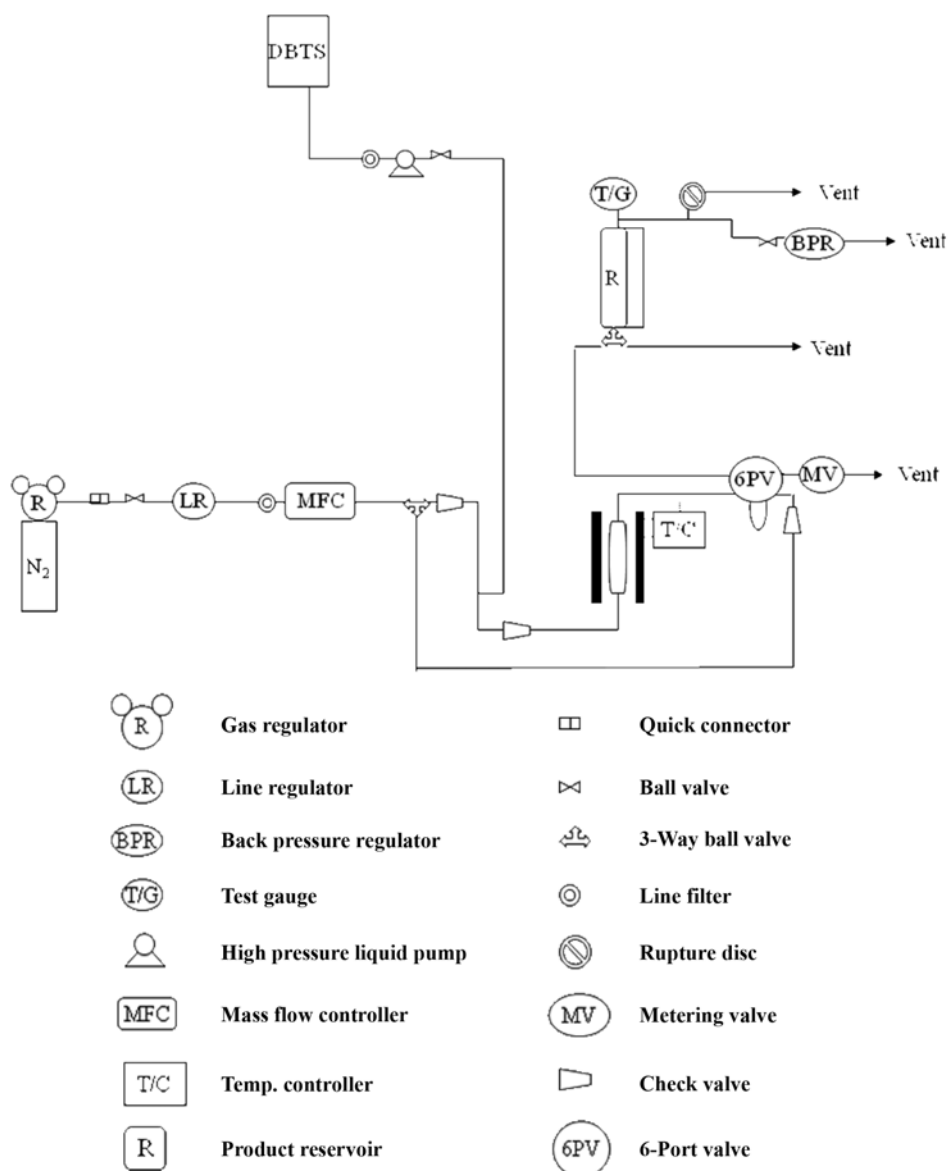 DBTS
T/G
Vent
BPR
Vent
R
Vent
R
LR
MFC
6PV
MV
Vent
T/C
N2
R Gas regulator
Quick connector
LR Line regulator
Ball valve
BPR Back pressure regulator
3-Way ball valve
T/G Test gauge
Line filter
High pressure liquid pump
Rupture disc
MFC Mass flow controller
MV Metering valve
T/C Temp. controller
Check valve
R Product reservoir
6PV 6-Port valve